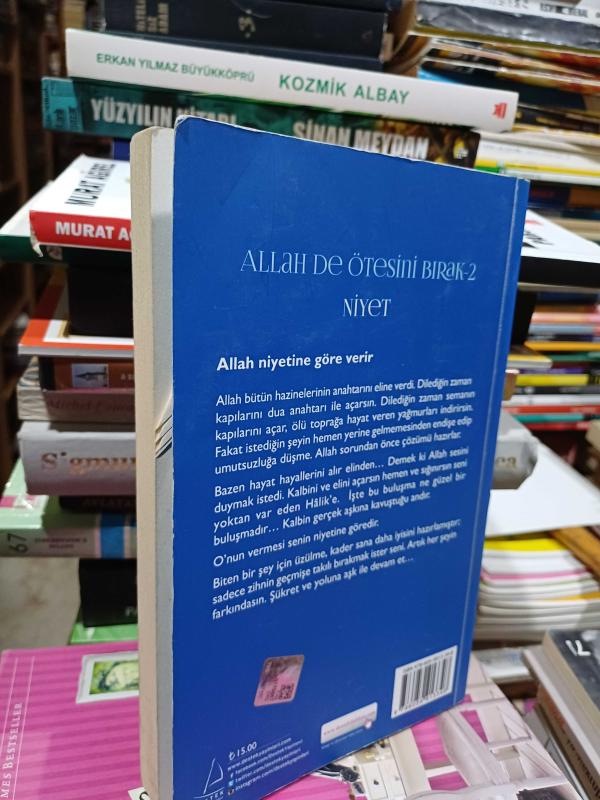 ERKAN YILMAZ BÜYÜKKÖPRÜ KOZMİK ALBAY
YÜZYILIN KİTABI SİNAN MEYDAN
MURAT
ALLAH DE ÖTESİNİ BIRAK-2
NİYET
Allah niyetine göre verir
Allah bütün hazinelerinin anahtarını eline verdi. Dilediğin zaman
kapılarını dua anahtarı ile açarsın. Dilediğin zaman semanın
kapılarını açar, ölü toprağa hayat veren yağmurları indirirsin.
Fakat istediğin şeyin hemen yerine gelmemesinden endişe edip
umutsuzluğa düşme. Allah sorundan önce çözümü hazırlar.
Bazen hayat hayallerini alır elinden... Demek ki Allah sesini
duymak istedi. Kalbini ve elini açarsın hemen ve sığınırsın seni
yoktan var eden Hâlik'e. İşte bu buluşma ne güzel bir
buluşmadır... Kalbin gerçek aşkına kavuştuğu andır.
O'nun vermesi senin niyetine göredir.
Biten bir şey için üzülme, kader sana daha iyisini hazırlamıştır;
sadece zihnin geçmişe takılı bırakmak ister seni. Artık her şeyin
farkındasın. Şükret ve yoluna aşk ile devam et...
₺15.00
67
MES BESTSELLER